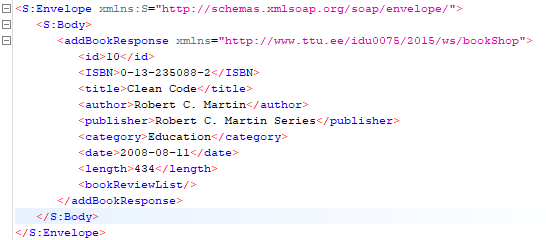 <S:Envelope xmlns:S="http://schemas.xmlsoap.org/soap/envelope/">
<S:Body>
<addBookResponse xmlns="http://www.ttu.ee/idu0075/2015/ws/bookShop">
<id>10</id>
<ISBN>0-13-235088-2</ISBN>
<title>Clean Code</title>
<author>Robert C. Martin</author>
<publisher>Robert C. Martin Series</publisher>
<category>Education</category>
<date>2008-08-11</date>
<length>434</length>
<bookReviewList/>
</addBookResponse>
</S:Body>
</S:Envelope>